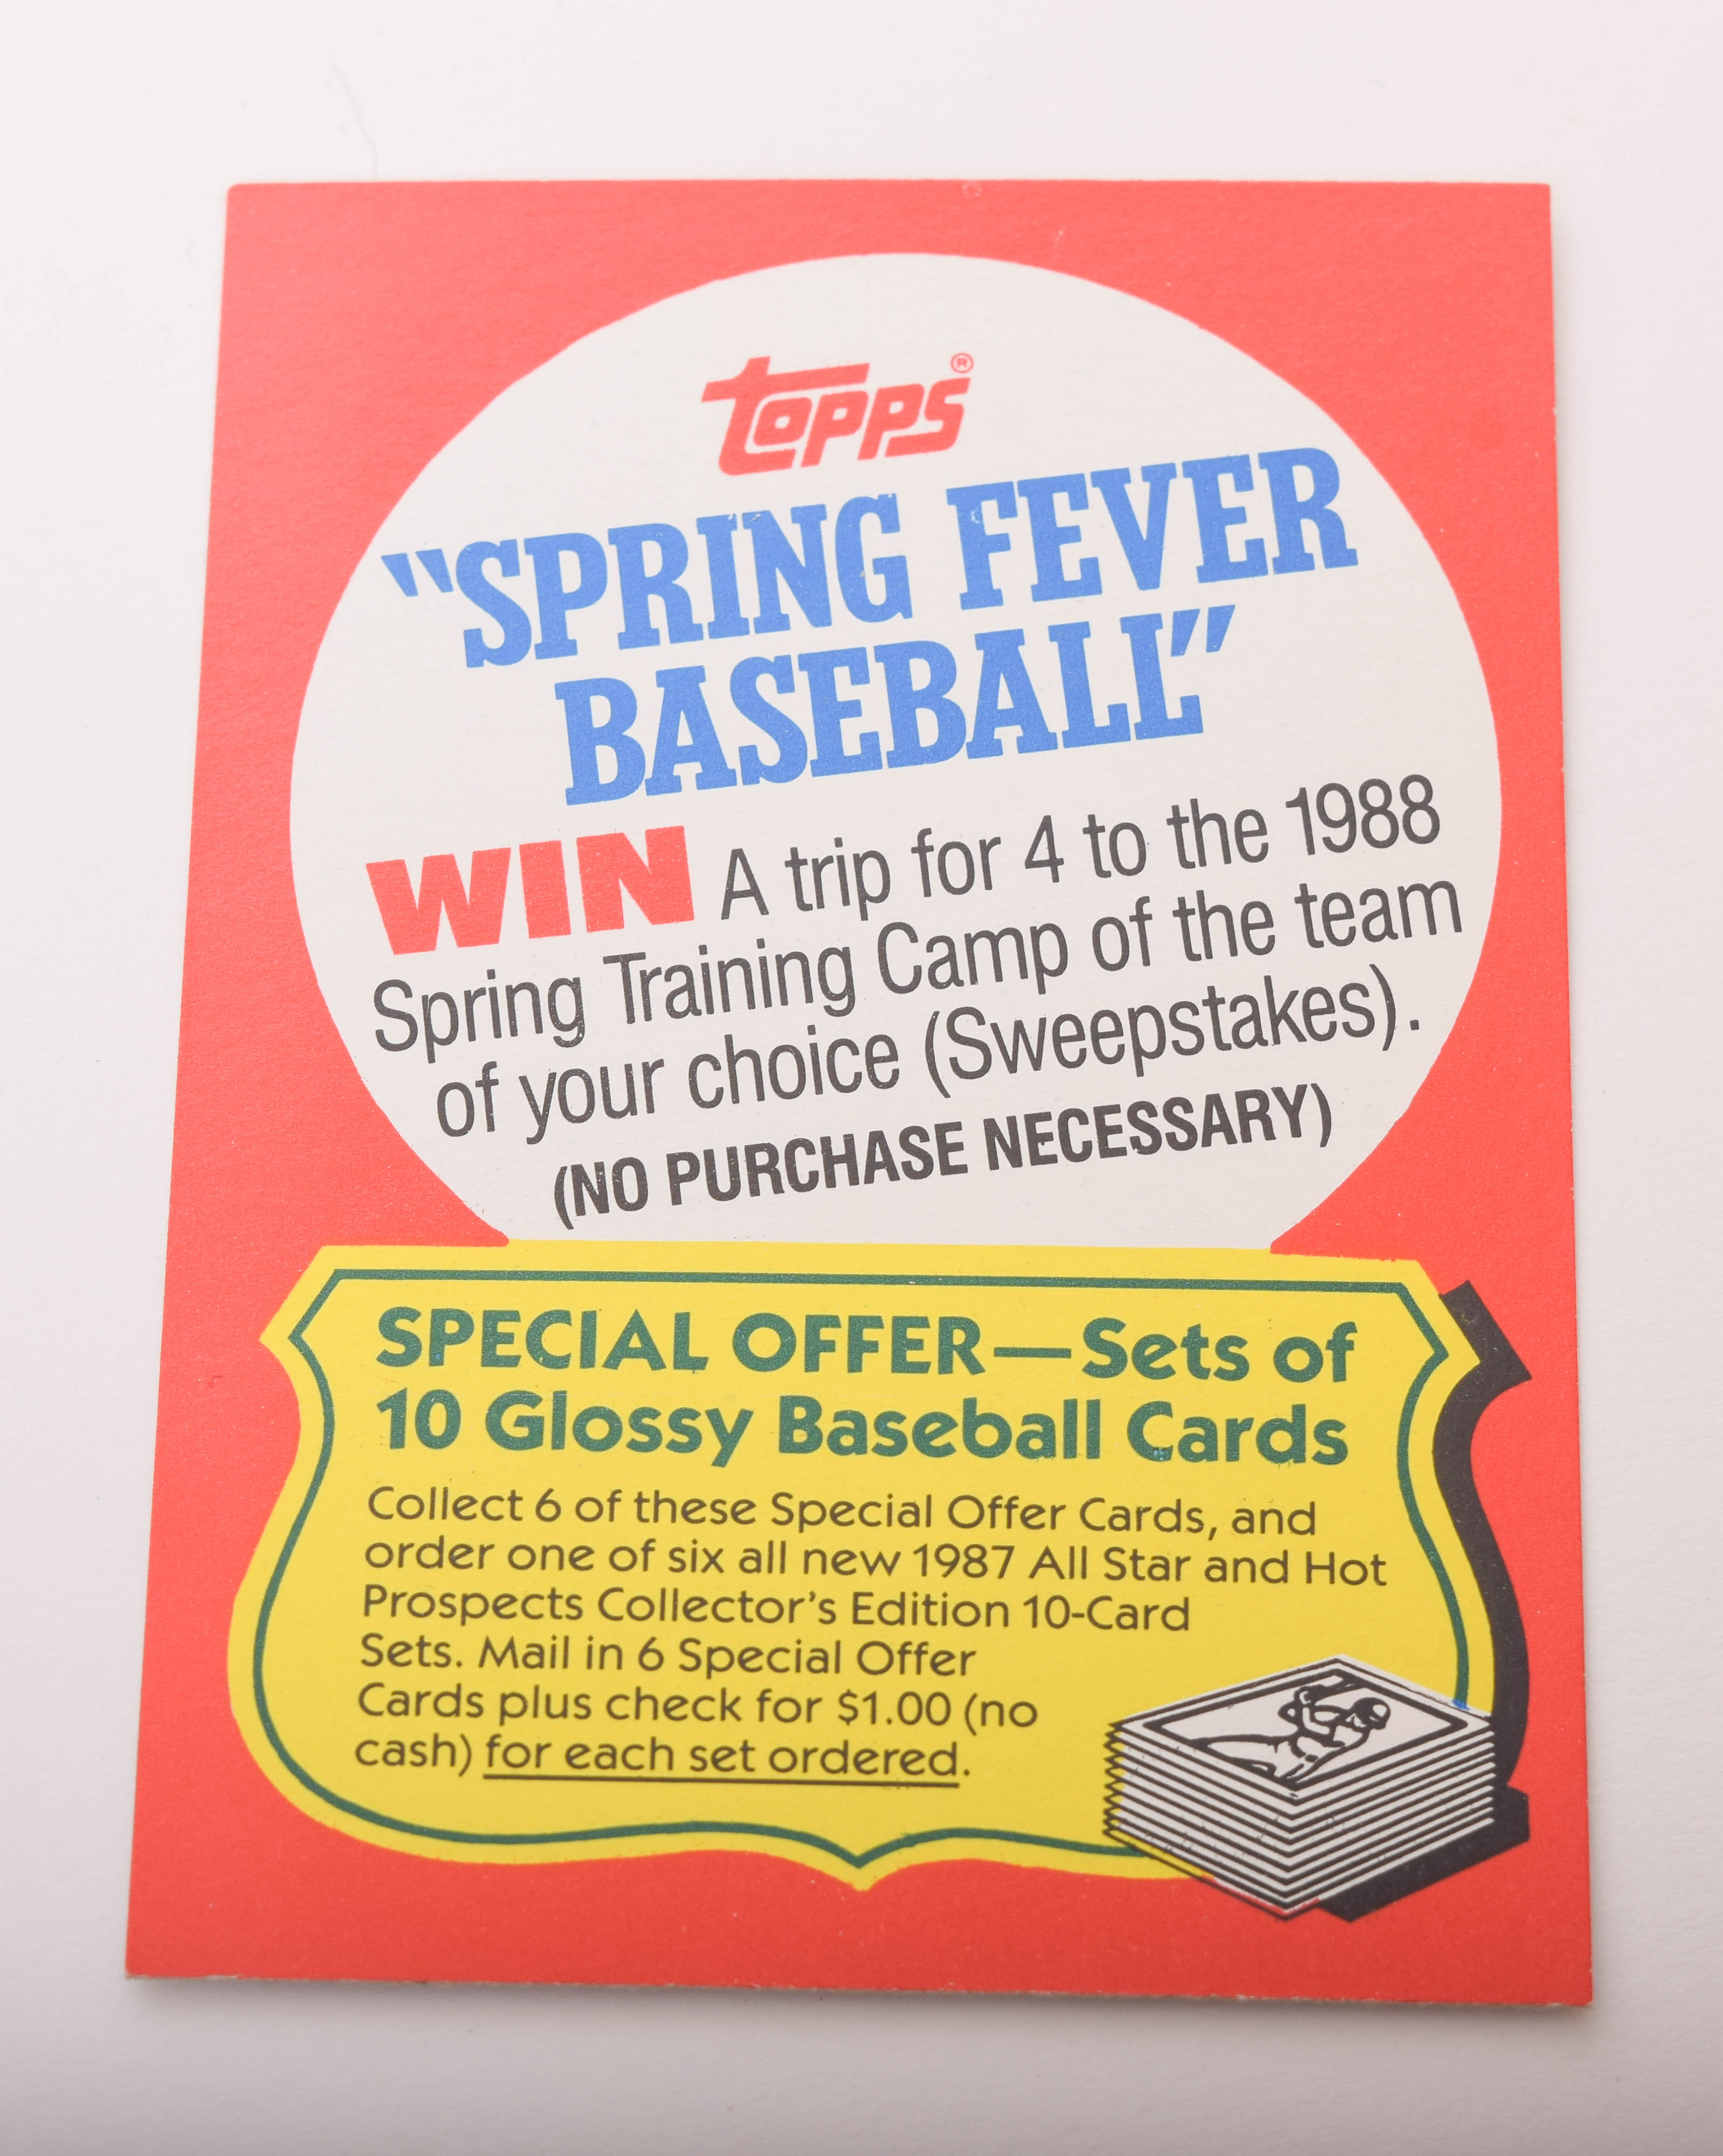 Topps®
"SPRING FEVER
BASEBALL"
WIN A trip for 4 to the 1988
Spring Training Camp of the team
of your choice (Sweepstakes).
(NO PURCHASE NECESSARY)
SPECIAL OFFER—Sets of
10 Glossy Baseball Cards
Collect 6 of these Special Offer Cards, and
order one of six all new 1987 All Star and Hot
Prospects Collector's Edition 10-Card
Sets. Mail in 6 Special Offer
Cards plus check for $1.00 (no
cash) for each set ordered.